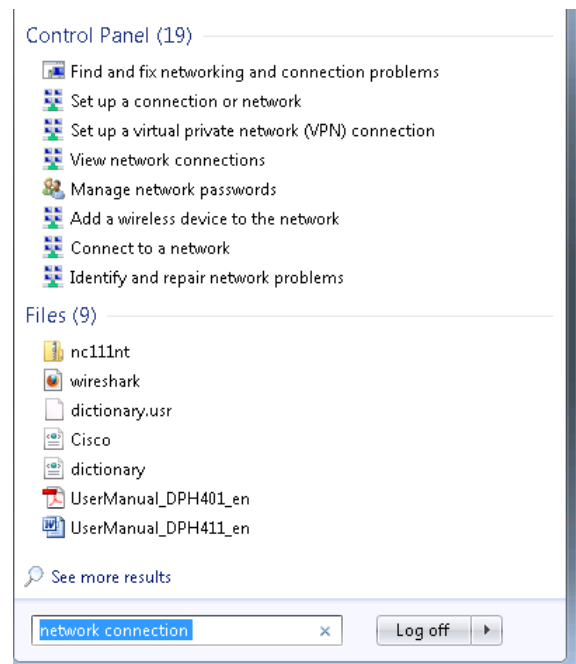 Control Panel (19)
Find and fix networking and connection problems
Set up a connection or network
Set up a virtual private network (VPN) connection
View network connections
Manage network passwords
Add a wireless device to the network
Connect to a network
Identify and repair network problems
Files (9)
nc111nt
wireshark
dictionary.usr
Cisco
dictionary
UserManual_DPH401_en
UserManual_DPH411_en
See more results
network connection Log off